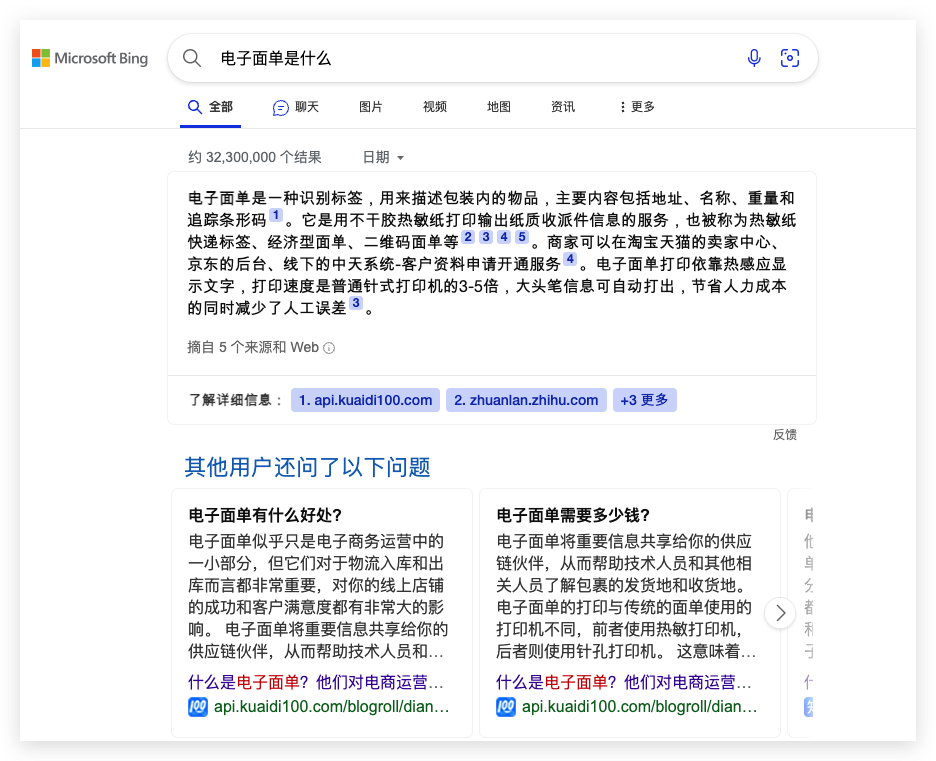 Microsoft Bing
电子面单是什么
全部 聊天 图片 视频 地图 资讯 更多
约 32,300,000 个结果 日期
电子面单是一种识别标签，用来描述包装内的物品，主要内容包括地址、名称、重量和
追踪条形码 1 。它是用不干胶热敏纸打印输出纸质收派件信息的服务，也被称为热敏纸
快递标签、经济型面单、二维码面单等 2 3 4 5 。商家可以在淘宝天猫的卖家中心、
京东的后台、线下的中天系统-客户资料申请开通服务 4 。电子面单打印依靠热感应显
示文字，打印速度是普通针式打印机的3-5倍，大头笔信息可自动打出，节省人力成本
的同时减少了人工误差 3 。
摘自 5 个来源和 Web
了解详细信息： 1. api.kuaidi100.com 2. zhuanlan.zhihu.com +3 更多
反馈
其他用户还问了以下问题
电子面单有什么好处?
电子面单似乎只是电子商务运营中的
一小部分，但它们对于物流入库和出
库而言都非常重要，对你的线上店铺
的成功和客户满意度都有非常大的影
响。 电子面单将重要信息共享给你的
供应链伙伴，从而帮助技术人员和…
什么是电子面单？他们对电商运营…
100 api.kuaidi100.com/blogroll/dian…
电子面单需要多少钱?
电子面单将重要信息共享给你的供应
链伙伴，从而帮助技术人员和其他相
关人员了解包裹的发货地和收货地。
电子面单的打印与传统的面单使用的
打印机不同，前者使用热敏打印机，
后者则使用针孔打印机。 这意味着…
什么是电子面单？他们对电商运营…
100 api.kuaidi100.com/blogroll/dian…